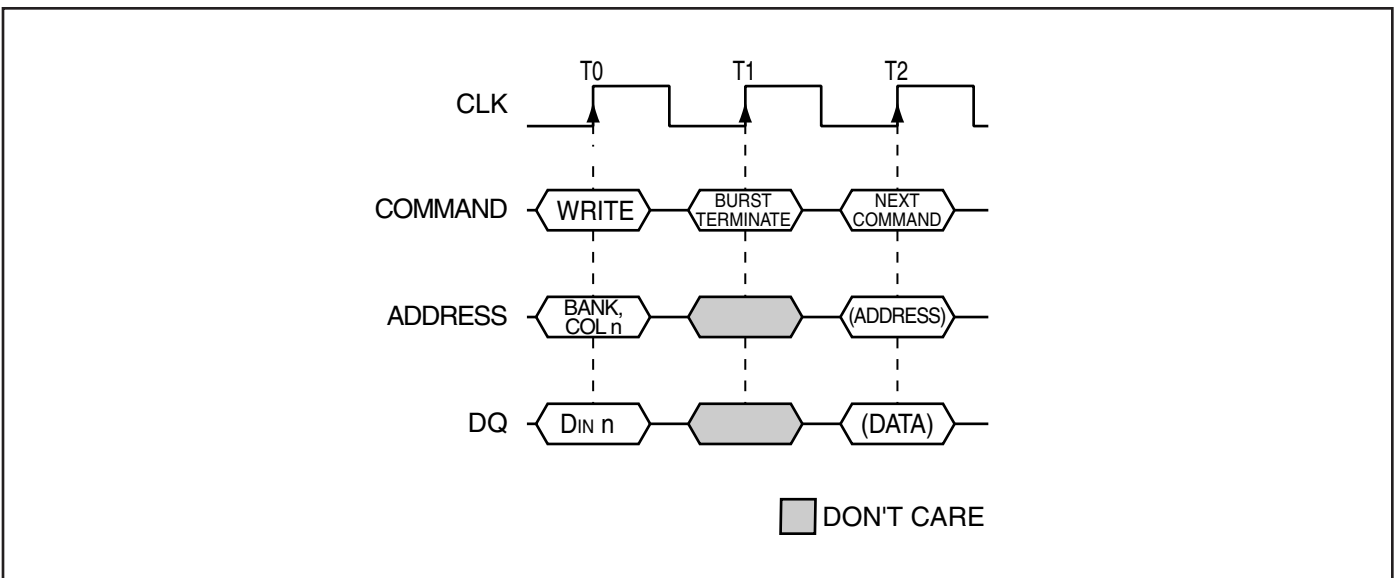 T0 T1 T2
CLK
COMMAND WRITE BURST TERMINATE NEXT COMMAND
ADDRESS BANK, COL n (ADDRESS)
DQ DIN n (DATA)
DON'T CARE